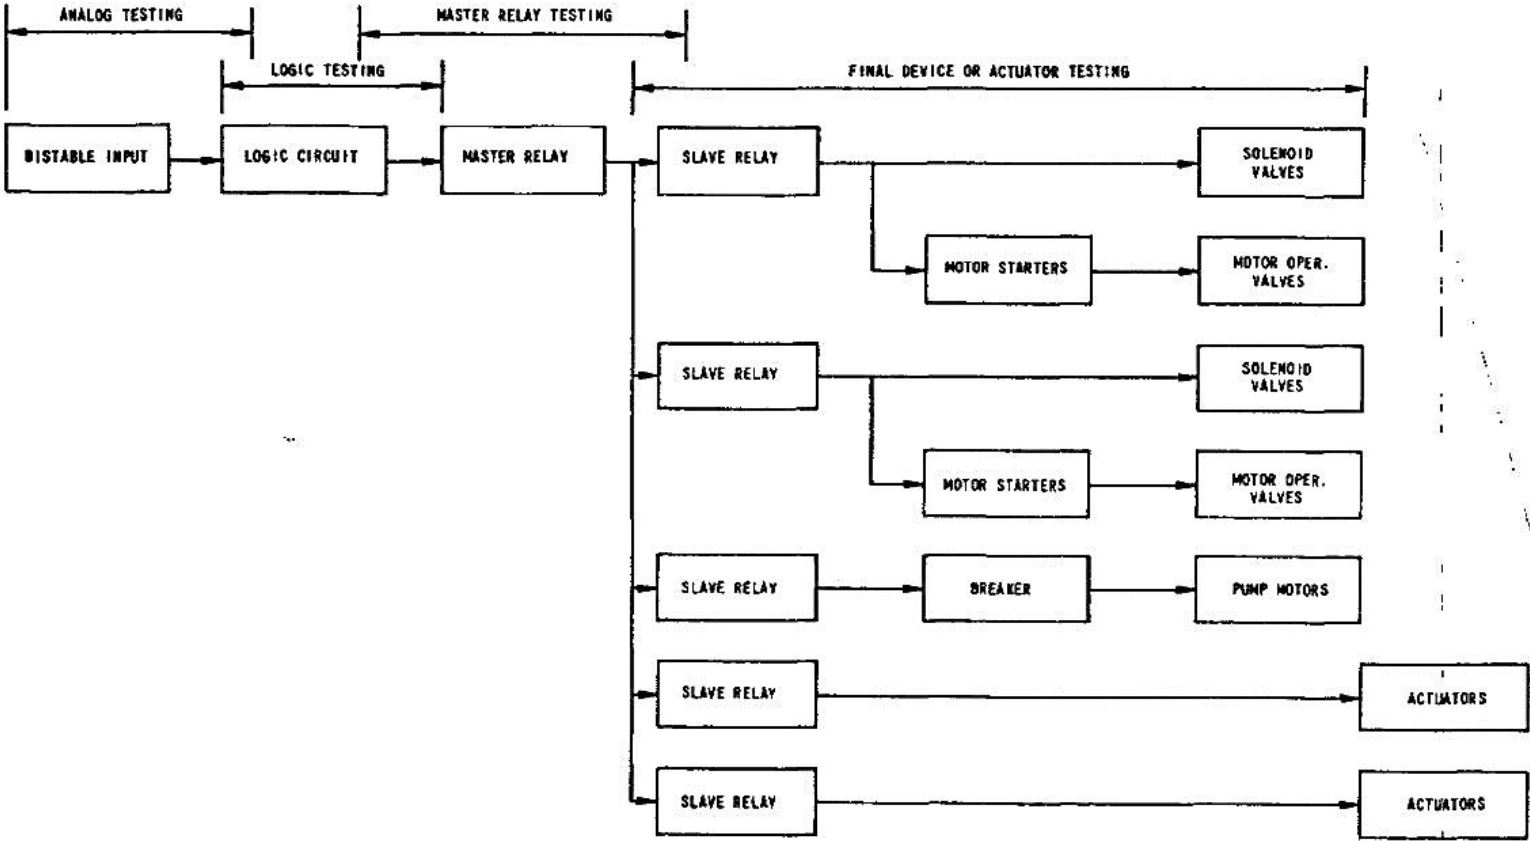 ANALOG TESTING
MASTER RELAY TESTING
LOGIC TESTING
FINAL DEVICE OR ACTUATOR TESTING
BISTABLE INPUT
LOGIC CIRCUIT
MASTER RELAY
SLAVE RELAY
SOLENOID
VALVES
MOTOR STARTERS
MOTOR OPER.
VALVES
SLAVE RELAY
SOLENOID
VALVES
MOTOR STARTERS
MOTOR OPER.
VALVES
SLAVE RELAY
BREAKER
PUMP MOTORS
SLAVE RELAY
ACTUATORS
SLAVE RELAY
ACTUATORS